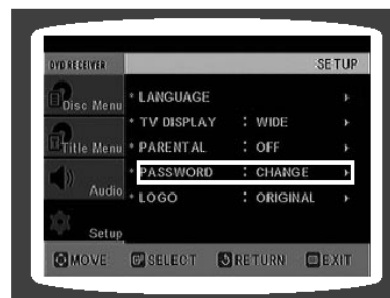 DVD RECEIVER SETUP
Disc Menu
LANGUAGE
TV DISPLAY : WIDE
Title Menu
PARENTAL : OFF
PASSWORD : CHANGE
Audio
LOGO : ORIGINAL
Setup
MOVE SELECT RETURN EXIT